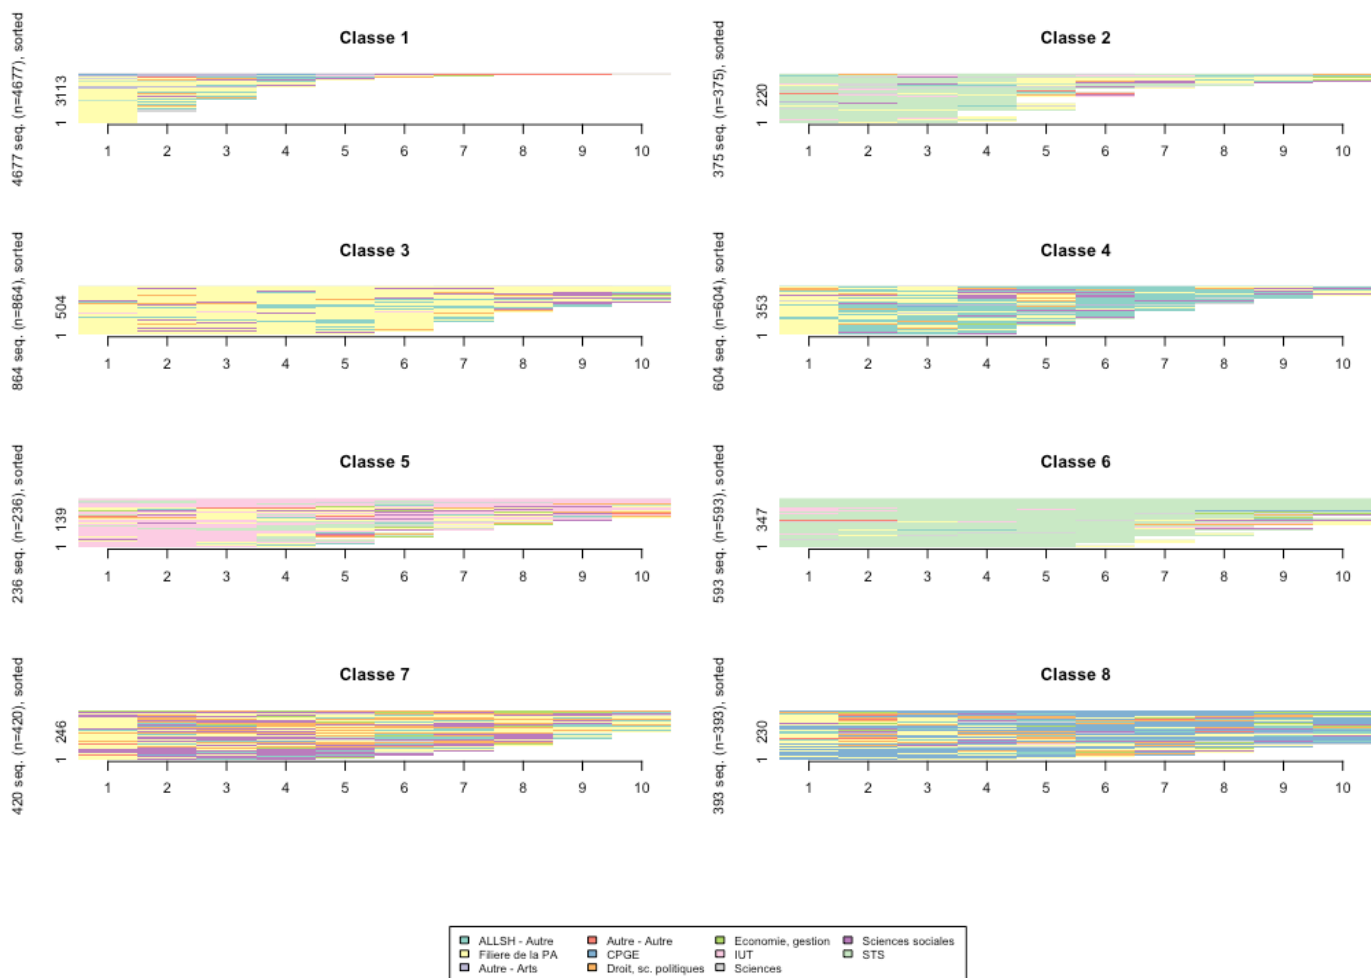 Classe 1
4677 seq. (n=4677), sorted
1 3113
1 2 3 4 5 6 7 8 9 10
Classe 2
375 seq. (n=375), sorted
1 220
1 2 3 4 5 6 7 8 9 10
Classe 3
864 seq. (n=864), sorted
1 504
1 2 3 4 5 6 7 8 9 10
Classe 4
604 seq. (n=604), sorted
1 353
1 2 3 4 5 6 7 8 9 10
Classe 5
236 seq. (n=236), sorted
1 139
1 2 3 4 5 6 7 8 9 10
Classe 6
593 seq. (n=593), sorted
1 347
1 2 3 4 5 6 7 8 9 10
Classe 7
420 seq. (n=420), sorted
1 246
1 2 3 4 5 6 7 8 9 10
Classe 8
393 seq. (n=393), sorted
1 230
1 2 3 4 5 6 7 8 9 10
ALLSH - Autre
Filiere de la PA
Autre - Arts
Autre - Autre
CPGE
Droit, sc. politiques
Economie, gestion
IUT
Sciences
Sciences sociales
STS